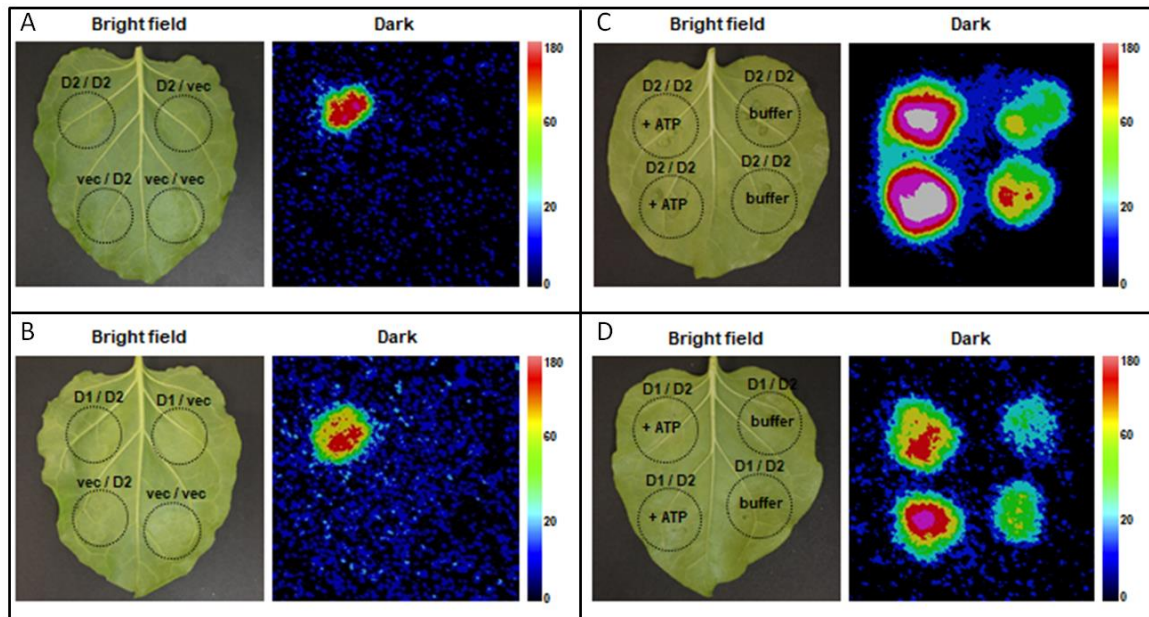 A
Bright field
Dark
D2 / D2
D2 / vec
vec / D2
vec / vec
180
60
20
0
B
Bright field
Dark
D1 / D2
D1 / vec
vec / D2
vec / vec
180
60
20
0
C
Bright field
Dark
D2 / D2
D2 / D2
+ ATP
buffer
D2 / D2
D2 / D2
+ ATP
buffer
180
60
20
0
D
Bright field
Dark
D1 / D2
D1 / D2
+ ATP
buffer
D1 / D2
D1 / D2
+ ATP
buffer
180
60
20
0